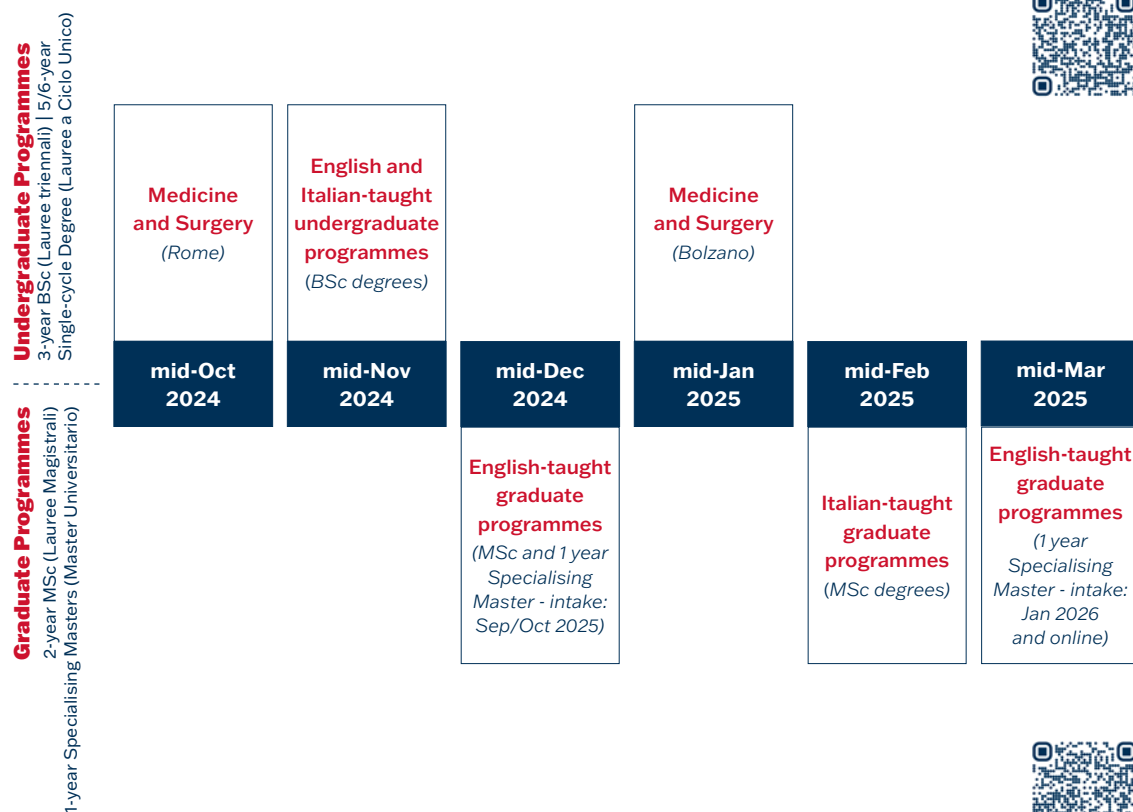 Undergraduate Programmes
3-year BSc (Lauree triennali) | 5/6-year
Single-cycle Degree (Lauree a Ciclo Unico)
Medicine
and Surgery
(Rome)
English and
Italian-taught
undergraduate
programmes
(BSc degrees)
Medicine
and Surgery
(Bolzano)
mid-Oct
2024
mid-Nov
2024
mid-Dec
2024
mid-Jan
2025
mid-Feb
2025
mid-Mar
2025
Graduate Programmes
2-year MSc (Lauree Magistrali)
1-year Specialising Masters (Master Universitario)
English-taught
graduate
programmes
(MSc and 1 year
Specialising
Master - intake:
Sep/Oct 2025)
Italian-taught
graduate
programmes
(MSc degrees)
English-taught
graduate
programmes
(1 year
Specialising
Master - intake:
Jan 2026
and online)